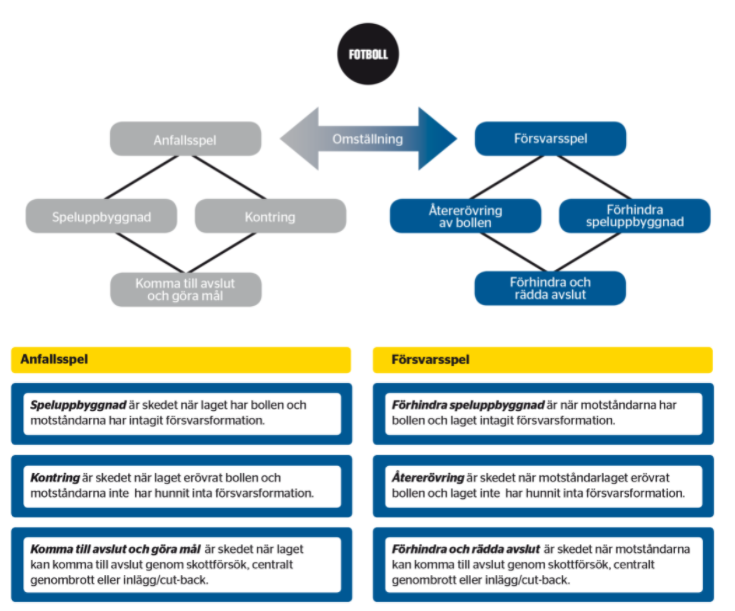 FOTBOLL
Anfallsspel
Omställning
Försvarsspel
Speluppbyggnad
Kontring
Återerövring
av bollen
Förhindra
speluppbyggnad
Komma till avslut
och göra mål
Förhindra och
rädda avslut
Anfallsspel
Speluppbyggnad är skedet när laget har bollen och
motståndarna har intagit försvarsformation.
Kontring är skedet när laget erövrat bollen och
motståndarna inte har hunnit inta försvarsformation.
Komma till avslut och göra mål är skedet när laget
kan komma till avslut genom skottförsök, centralt
genombrott eller inlägg/cut-back.
Försvarsspel
Förhindra speluppbyggnad är när motståndarna har
bollen och laget intagit försvarsformation.
Återerövring är skedet när motståndarlaget erövrat
bollen och laget inte har hunnit inta försvarsformation.
Förhindra och rädda avslut är skedet när motståndarna
kan komma till avslut genom skottförsök, centralt
genombrott eller inlägg/cut-back.